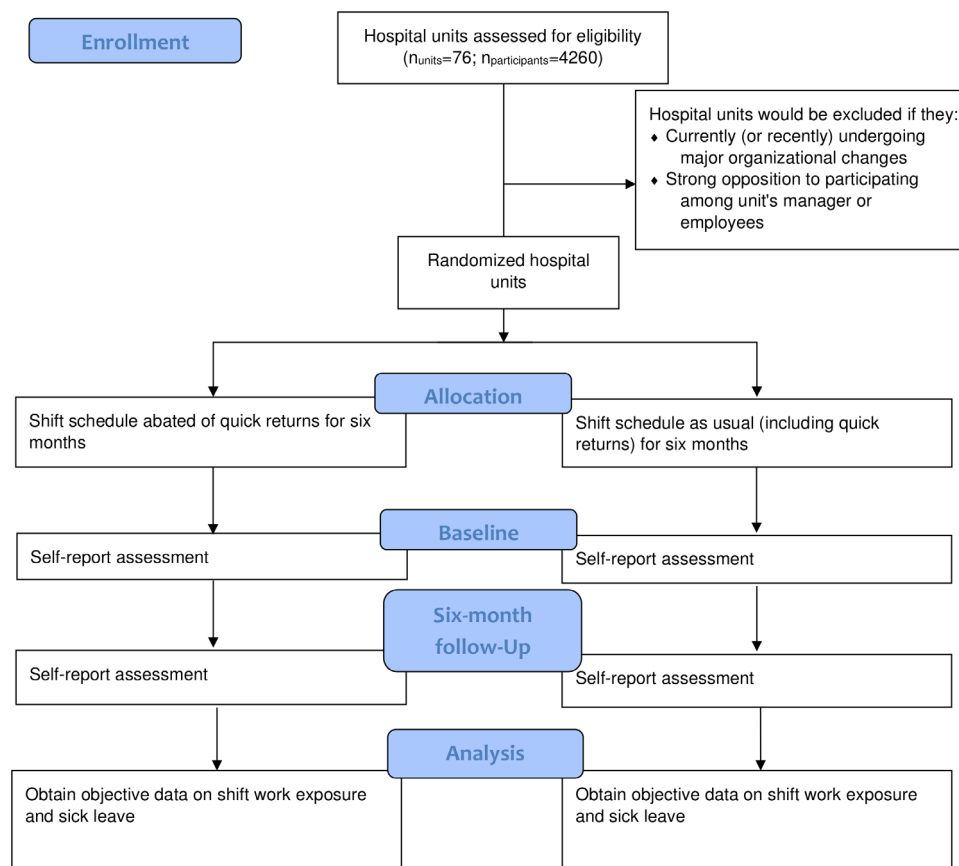 Enrollment
Hospital units assessed for eligibility
(nunits=76; nparticipants=4260)
Hospital units would be excluded if they:
♦ Currently (or recently) undergoing
major organizational changes
♦ Strong opposition to participating
among unit's manager or
employees
Randomized hospital
units
Allocation
Shift schedule abated of quick returns for six
months
Shift schedule as usual (including quick
returns) for six months
Baseline
Self-report assessment
Self-report assessment
Six-month
follow-Up
Self-report assessment
Self-report assessment
Analysis
Obtain objective data on shift work exposure
and sick leave
Obtain objective data on shift work exposure
and sick leave